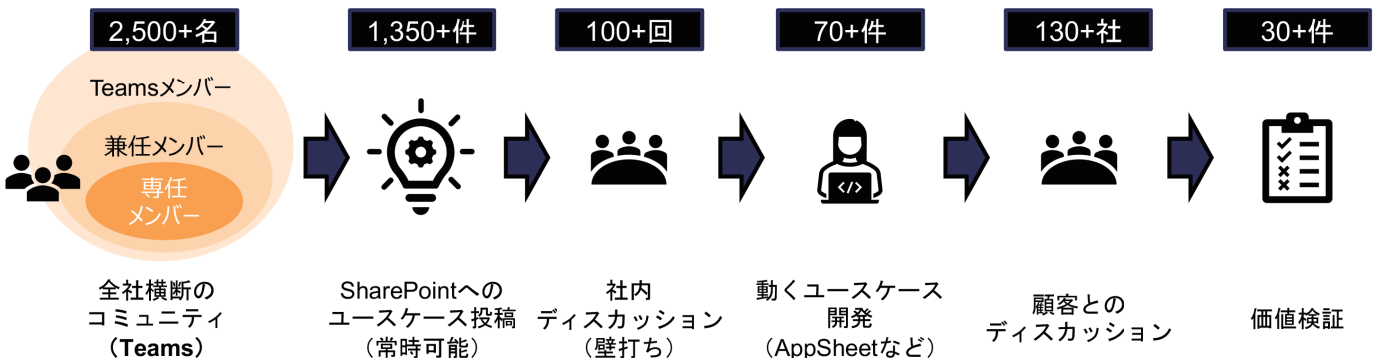 2,500+名
Teamsメンバー
兼任メンバー
専任
メンバー
全社横断の
コミュニティ
（Teams）
1,350+件
SharePointへの
ユースケース投稿
（常時可能）
100+回
社内
ディスカッション
（壁打ち）
70+件
</>
動くユースケース
開発
（AppSheetなど）
130+社
顧客との
ディスカッション
30+件
価値検証